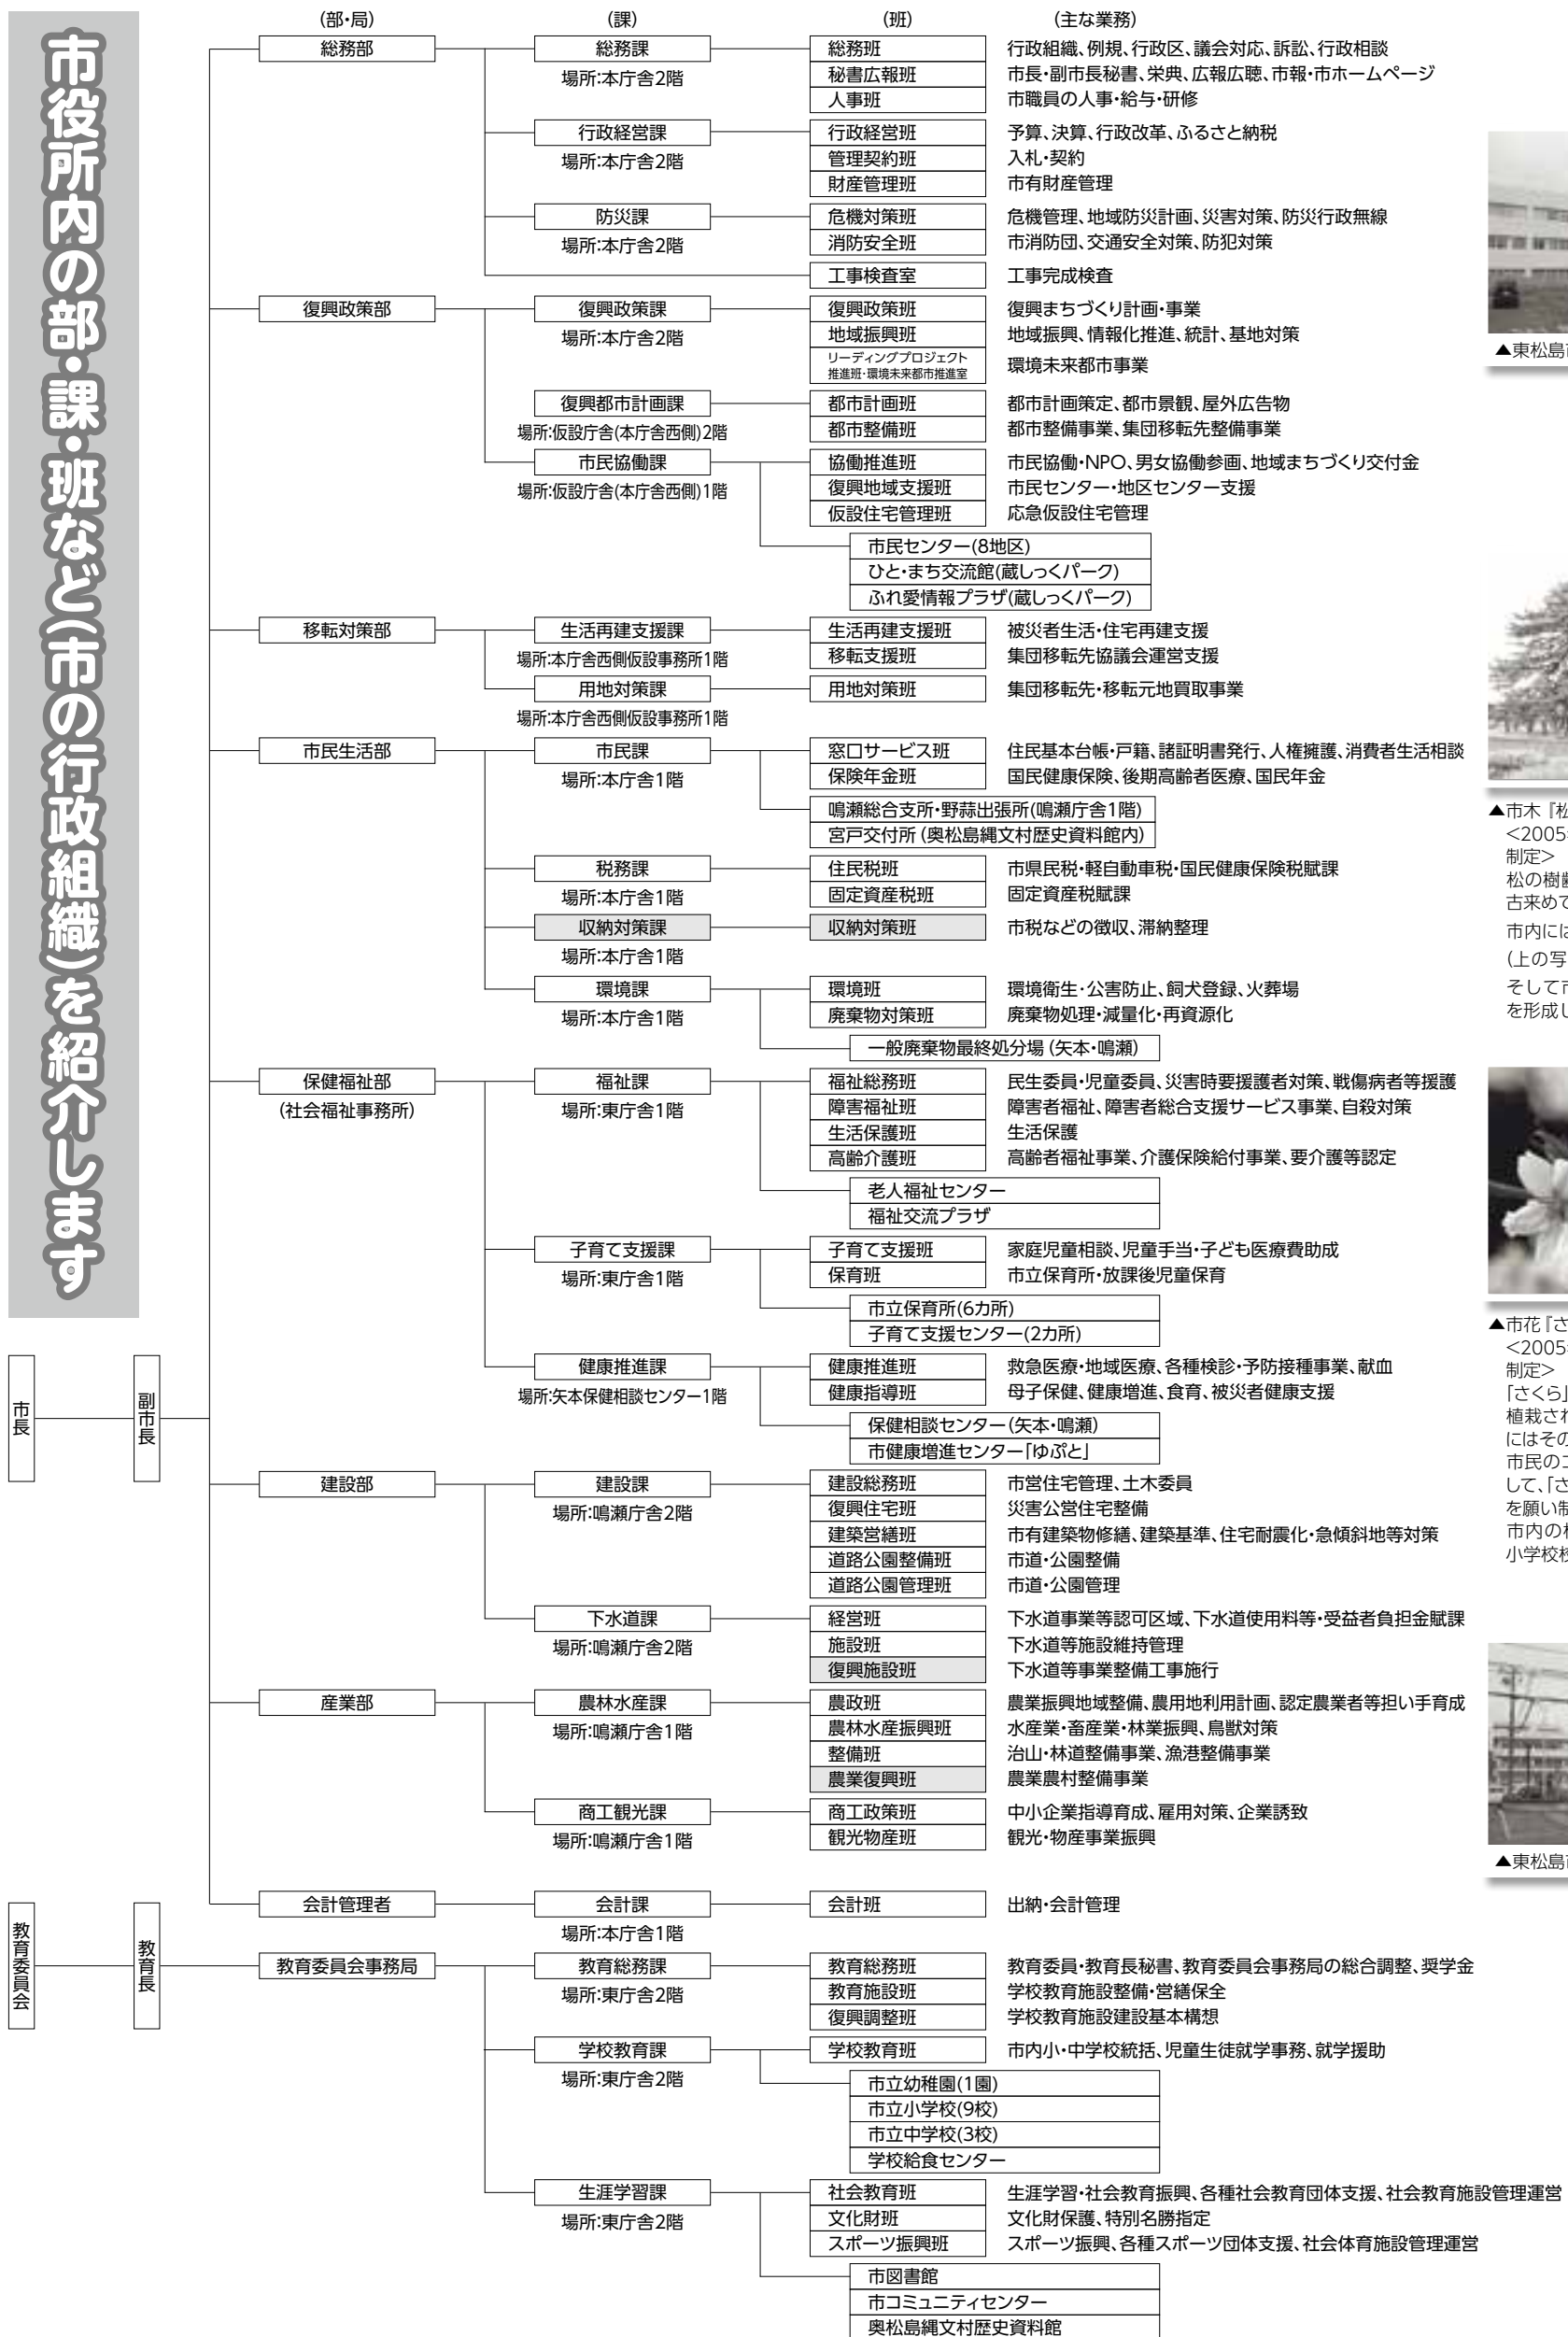 市役所内の部・課・班など(市の行政組織)を紹介します
(部・局) (課) (班) (主な業務)
市長 副市長
総務部 総務課 総務班 行政組織、例規、行政区、議会対応、訴訟、行政相談
場所:本庁舎2階 秘書広報班 市長・副市長秘書、栄典、広報広聴、市報・市ホームページ
人事班 市職員の人事・給与・研修
行政経営課 行政経営班 予算、決算、行政改革、ふるさと納税
場所:本庁舎2階 管理契約班 入札・契約
財産管理班 市有財産管理
防災課 危機対策班 危機管理、地域防災計画、災害対策、防災行政無線
場所:本庁舎2階 消防安全班 市消防団、交通安全対策、防犯対策
工事検査室 工事完成検査
復興政策部 復興政策課 復興政策班 復興まちづくり計画・事業
場所:本庁舎2階 地域振興班 地域振興、情報化推進、統計、基地対策
リーディングプロジェクト
推進班・環境未来都市推進室 環境未来都市事業
復興都市計画課 都市計画班 都市計画策定、都市景観、屋外広告物
場所:仮設庁舎(本庁舎西側)2階 都市整備班 都市整備事業、集団移転先整備事業
市民協働課 協働推進班 市民協働・NPO、男女協働参画、地域まちづくり交付金
場所:仮設庁舎(本庁舎西側)1階 復興地域支援班 市民センター・地区センター支援
仮設住宅管理班 応急仮設住宅管理
市民センター(8地区)
ひと・まち交流館(蔵しっくパーク)
ふれ愛情報プラザ(蔵しっくパーク)
移転対策部 生活再建支援課 生活再建支援班 被災者生活・住宅再建支援
場所:本庁舎西側仮設事務所1階 移転支援班 集団移転先協議会運営支援
用地対策課 用地対策班 集団移転先・移転元地買取事業
場所:本庁舎西側仮設事務所1階
市民生活部 市民課 窓口サービス班 住民基本台帳・戸籍、諸証明書発行、人権擁護、消費者生活相談
場所:本庁舎1階 保険年金班 国民健康保険、後期高齢者医療、国民年金
鳴瀬総合支所・野蒜出張所(鳴瀬庁舎1階)
宮戸交付所(奥松島縄文村歴史資料館内)
税務課 住民税班 市県民税・軽自動車税・国民健康保険税賦課
場所:本庁舎1階 固定資産税班 固定資産税賦課
収納対策課 収納対策班 市税などの徴収、滞納整理
場所:本庁舎1階
環境課 環境班 環境衛生・公害防止、飼犬登録、火葬場
場所:本庁舎1階 廃棄物対策班 廃棄物処理・減量化・再資源化
一般廃棄物最終処分場(矢本・鳴瀬)
保健福祉部 福祉課 福祉総務班 民生委員・児童委員、災害時要援護者対策、戦傷病者等援護
(社会福祉事務所) 場所:東庁舎1階 障害福祉班 障害者福祉、障害者総合支援サービス事業、自殺対策
生活保護班 生活保護
高齢介護班 高齢者福祉事業、介護保険給付事業、要介護等認定
老人福祉センター
福祉交流プラザ
子育て支援課 子育て支援班 家庭児童相談、児童手当・子ども医療費助成
場所:東庁舎1階 保育班 市立保育所・放課後児童保育
市立保育所(6カ所)
子育て支援センター(2カ所)
健康推進課 健康推進班 救急医療・地域医療、各種検診・予防接種事業、献血
場所:矢本保健相談センター1階 健康指導班 母子保健、健康増進、食育、被災者健康支援
保健相談センター(矢本・鳴瀬)
市健康増進センター「ゆぷと」
建設部 建設課 建設総務班 市営住宅管理、土木委員
場所:鳴瀬庁舎2階 復興住宅班 災害公営住宅整備
建築営繕班 市有建築物修繕、建築基準、住宅耐震化・急傾斜地等対策
道路公園整備班 市道・公園整備
道路公園管理班 市道・公園管理
下水道課 経営班 下水道事業等認可区域、下水道使用料等・受益者負担金賦課
場所:鳴瀬庁舎2階 施設班 下水道等施設維持管理
復興施設班 下水道等事業整備工事施行
産業部 農林水産課 農政班 農業振興地域整備、農用地利用計画、認定農業者等担い手育成
場所:鳴瀬庁舎1階 農林水産振興班 水産業・畜産業・林業振興、鳥獣対策
整備班 治山・林道整備事業、漁港整備事業
農業復興班 農業農村整備事業
商工観光課 商工政策班 中小企業指導育成、雇用対策、企業誘致
場所:鳴瀬庁舎1階 観光物産班 観光・物産事業振興
会計管理者 会計課 会計班 出納・会計管理
場所:本庁舎1階
教育委員会 教育長
教育委員会事務局 教育総務課 教育総務班 教育委員・教育長秘書、教育委員会事務局の総合調整、奨学金
場所:東庁舎2階 教育施設班 学校教育施設整備・営繕保全
復興調整班 学校教育施設建設基本構想
学校教育課 学校教育班 市内小・中学校統括、児童生徒就学事務、就学援助
場所:東庁舎2階
市立幼稚園(1園)
市立小学校(9校)
市立中学校(3校)
学校給食センター
生涯学習課 社会教育班 生涯学習・社会教育振興、各種社会教育団体支援、社会教育施設管理運営
場所:東庁舎2階 文化財班 文化財保護、特別名勝指定
スポーツ振興班 スポーツ振興、各種スポーツ団体支援、社会体育施設管理運営
市図書館
市コミュニティセンター
奥松島縄文村歴史資料館
▲東松島
▲市木『松
<2005
制定>
松の樹
古来めで
市内には
(上の写
そして市
を形成し
▲市花『さ
<2005
制定>
「さくら」
植栽され
にはその
市民の
して、「さ
を願い制
市内の
小学校校
▲東松島